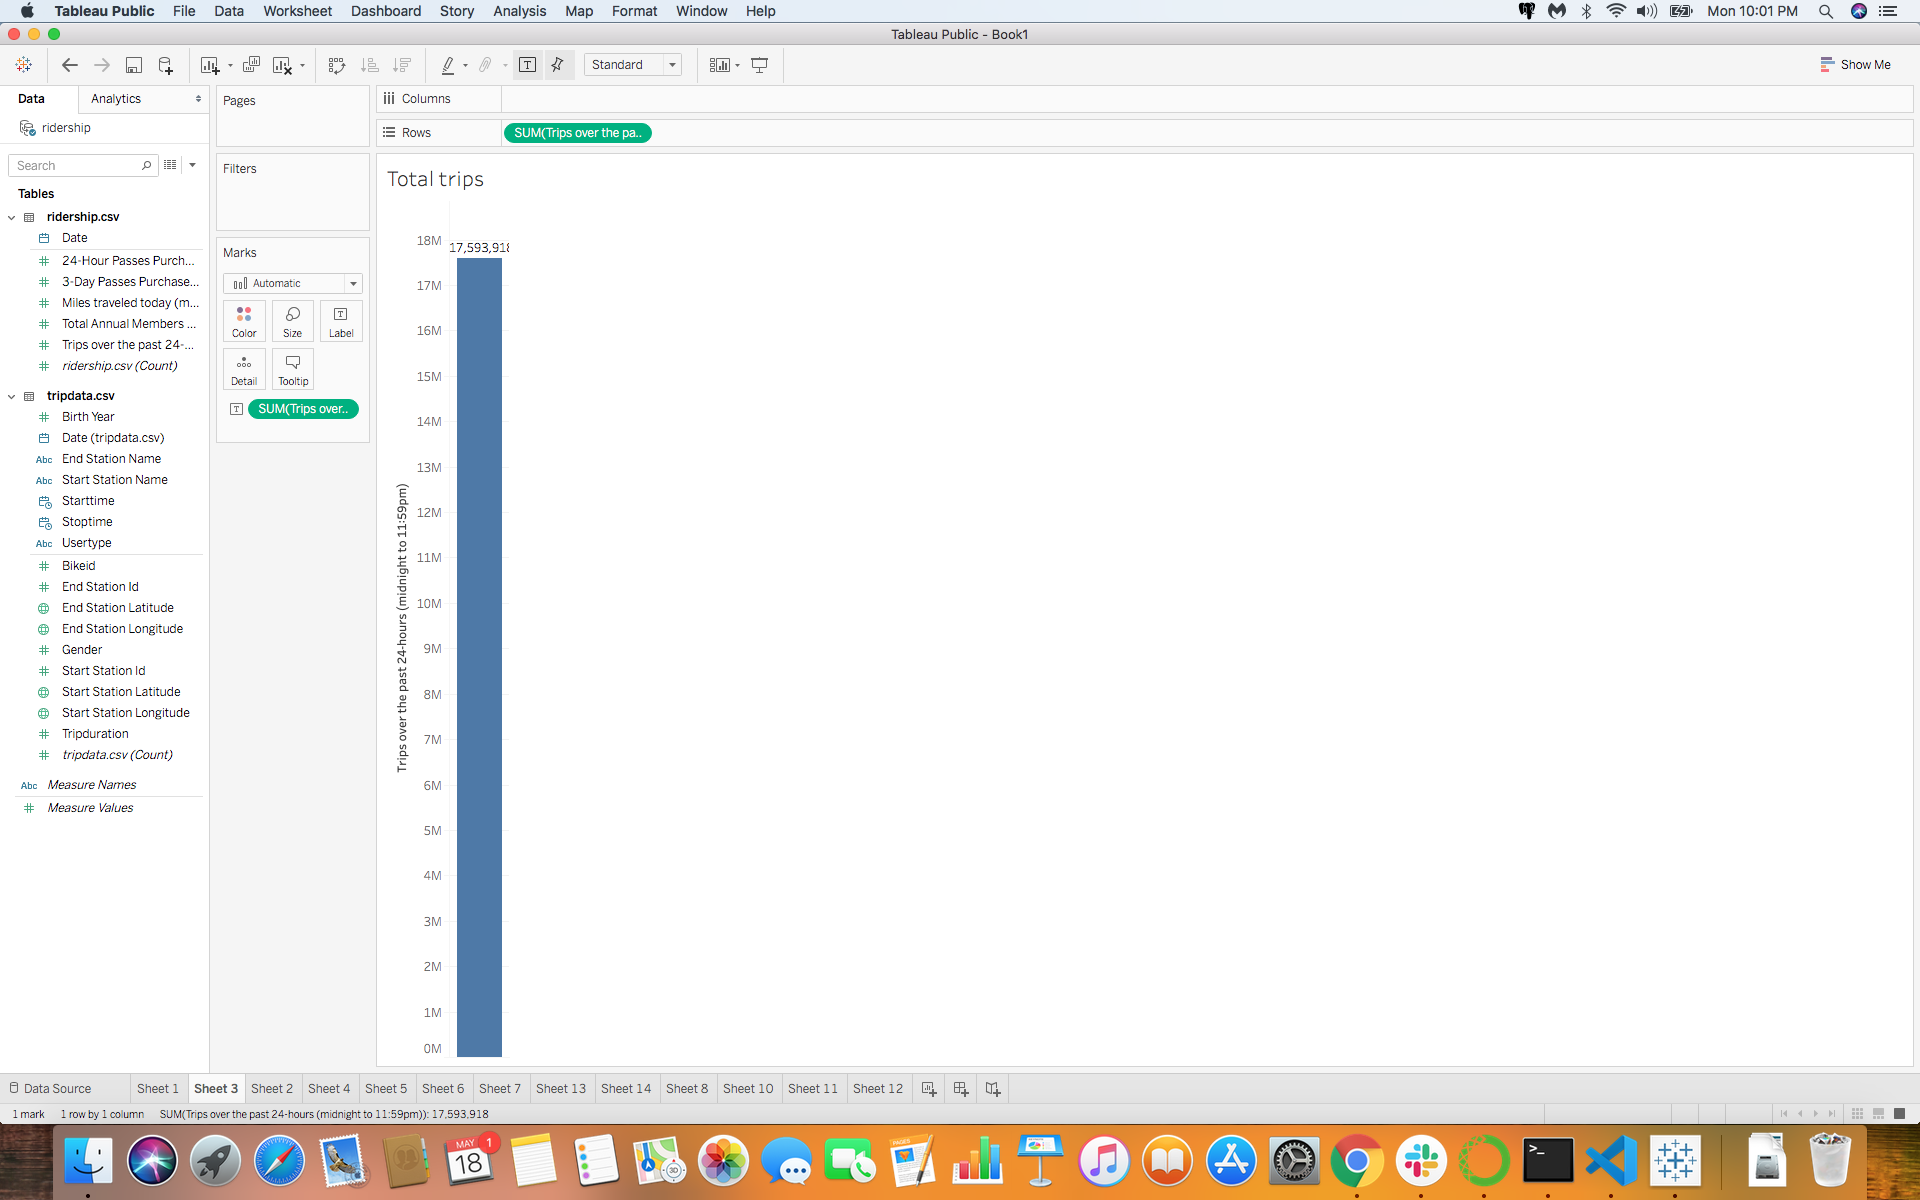 Tableau Public File Data Worksheet Dashboard Story Analysis Map Format Window Help Mon 10:01 PM
Tableau Public - Book1
Standard Show Me
Data Analytics
ridership
Search
Tables
ridership.csv
Date
24-Hour Passes Purch...
3-Day Passes Purchase...
Miles traveled today (m...
Total Annual Members ...
Trips over the past 24-...
ridership.csv (Count)
tripdata.csv
Birth Year
Date (tripdata.csv)
Abc End Station Name
Abc Start Station Name
Starttime
Stoptime
Abc Usertype
Bikeid
End Station Id
End Station Latitude
End Station Longitude
Gender
Start Station Id
Start Station Latitude
Start Station Longitude
Tripduration
tripdata.csv (Count)
Abc Measure Names
Measure Values
Pages
Filters
Marks
Automatic
Color Size Label
Detail Tooltip
SUM(Trips over..
Columns
Rows SUM(Trips over the pa..
Total trips
17,593,918
18M
17M
16M
15M
14M
13M
12M
11M
10M
9M
8M
7M
6M
5M
4M
3M
2M
1M
0M
Trips over the past 24-hours (midnight to 11:59pm)
Data Source Sheet 1 Sheet 3 Sheet 2 Sheet 4 Sheet 5 Sheet 6 Sheet 7 Sheet 13 Sheet 14 Sheet 8 Sheet 10 Sheet 11 Sheet 12
1 mark 1 row by 1 column SUM(Trips over the past 24-hours (midnight to 11:59pm)): 17,593,918
MAY 1
18
PAGES
3D